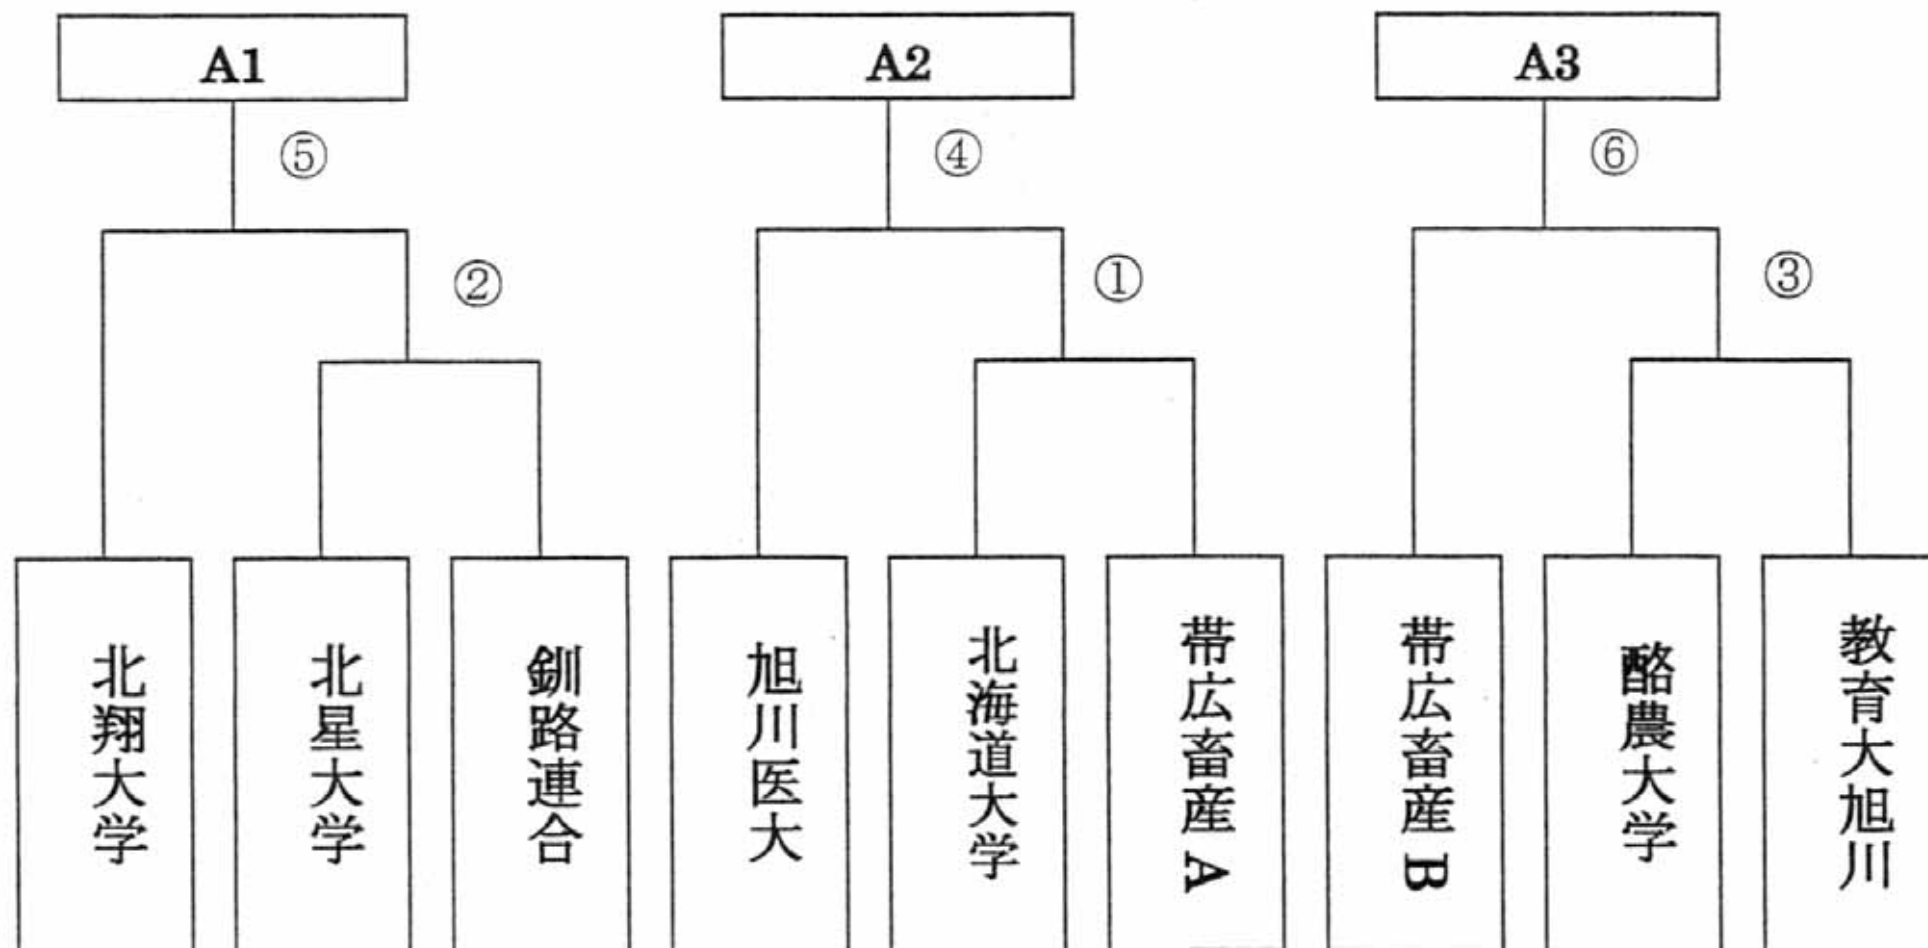 A1
A2
A3
⑤
④
⑥
②
①
③
北翔大学
北星大学
釧路連合
旭川医大
北海道大学
帯広畜産A
帯広畜産B
酪農大学
教育大旭川